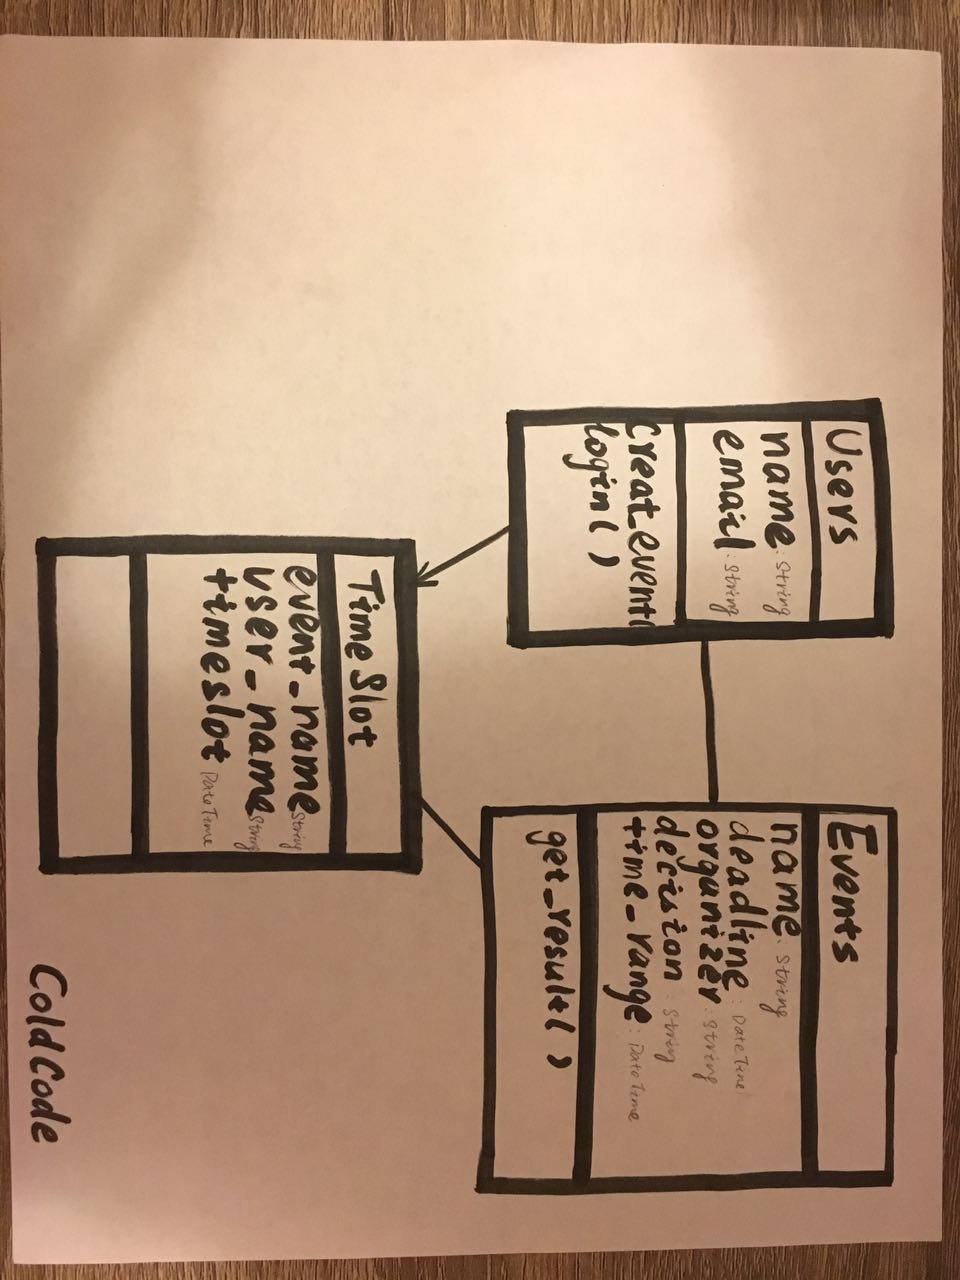 Users
name: String
email: String
creat_event(
login( )
Events
name: String
deadline: DateTime
organizer: String
decision: String
time_range: DateTime
get_result( )
TimeSlot
event_name String
user_name String
timeslot DateTime
ColdCode